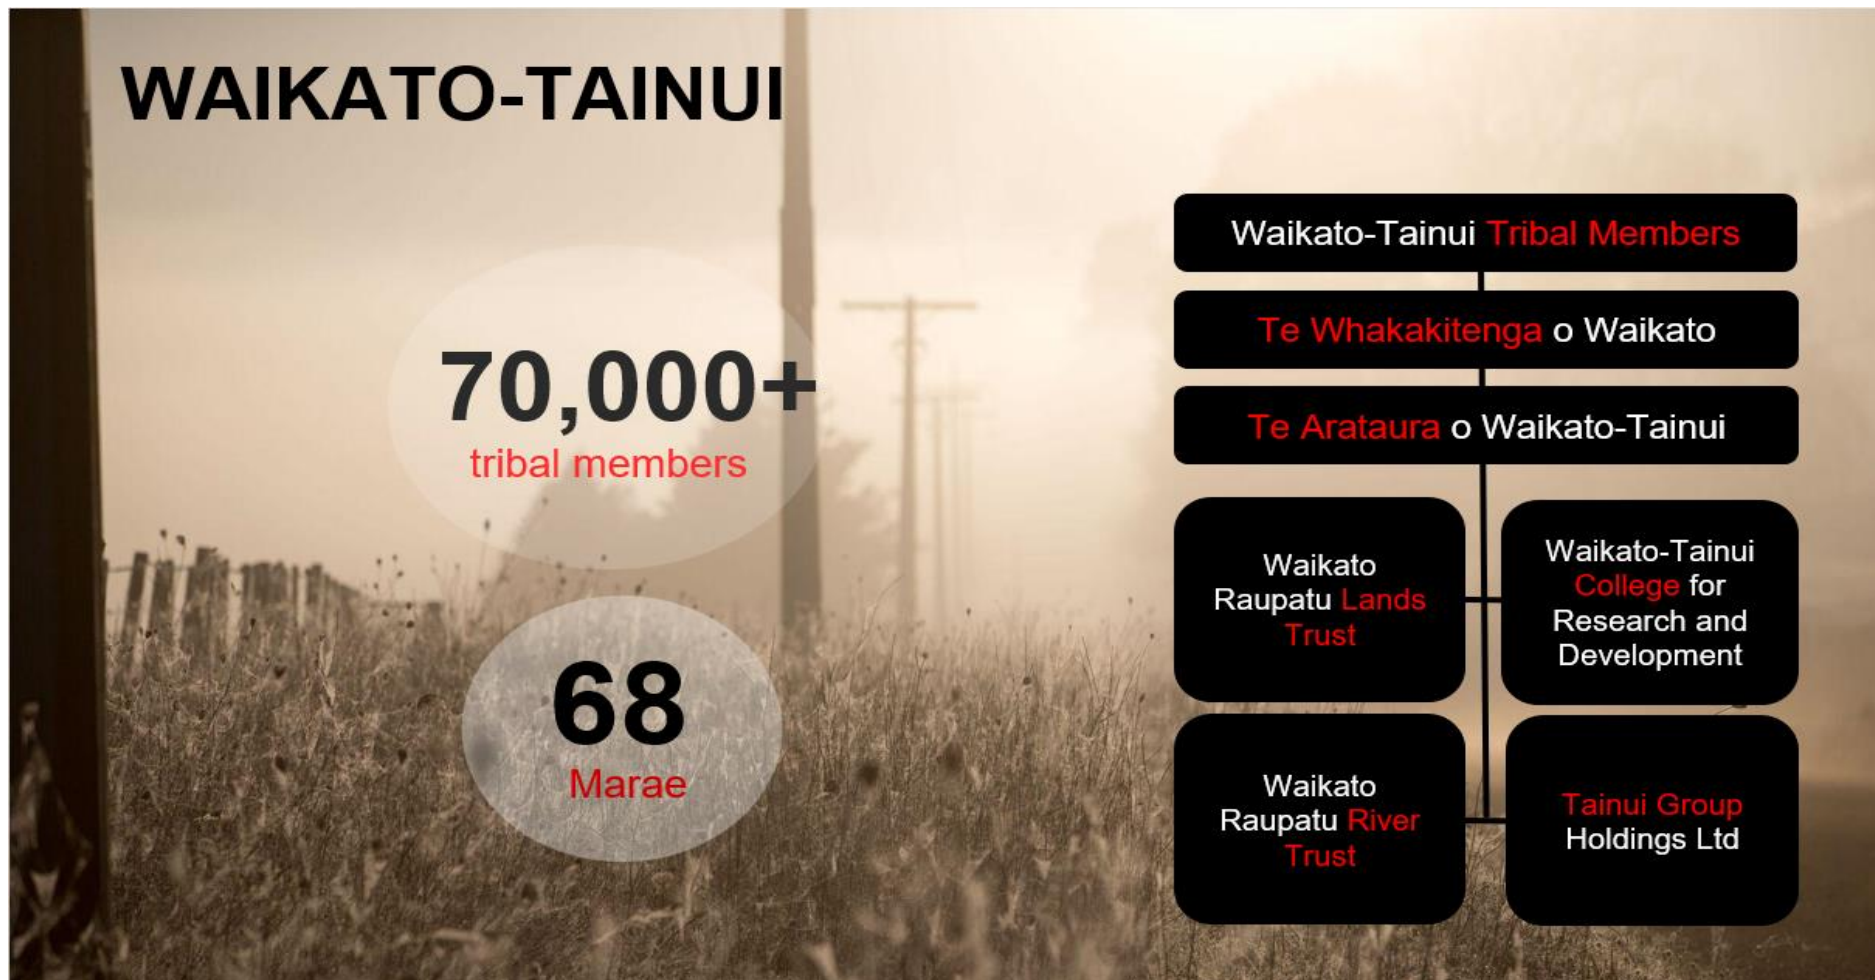 WAIKATO-TAINUI
70,000+
tribal members
68
Marae
Waikato-Tainui Tribal Members
Te Whakakitenga o Waikato
Te Arataura o Waikato-Tainui
Waikato
Raupatu Lands
Trust
Waikato-Tainui
College for
Research and
Development
Waikato
Raupatu River
Trust
Tainui Group
Holdings Ltd